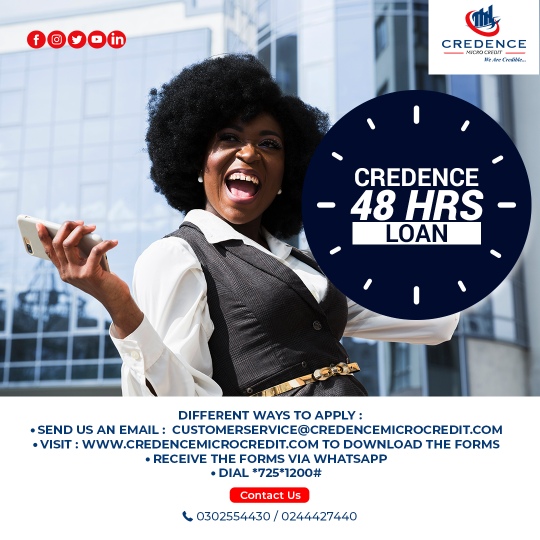 CREDENCE
MICRO CREDIT
We Are Credible...
CREDENCE
48 HRS
LOAN
DIFFERENT WAYS TO APPLY :
• SEND US AN EMAIL : CUSTOMERSERVICE@CREDENCEMICROCREDIT.COM
• VISIT : WWW.CREDENCEMICROCREDIT.COM TO DOWNLOAD THE FORMS
• RECEIVE THE FORMS VIA WHATSAPP
• DIAL *725*1200#
Contact Us
0302554430 / 0244427440